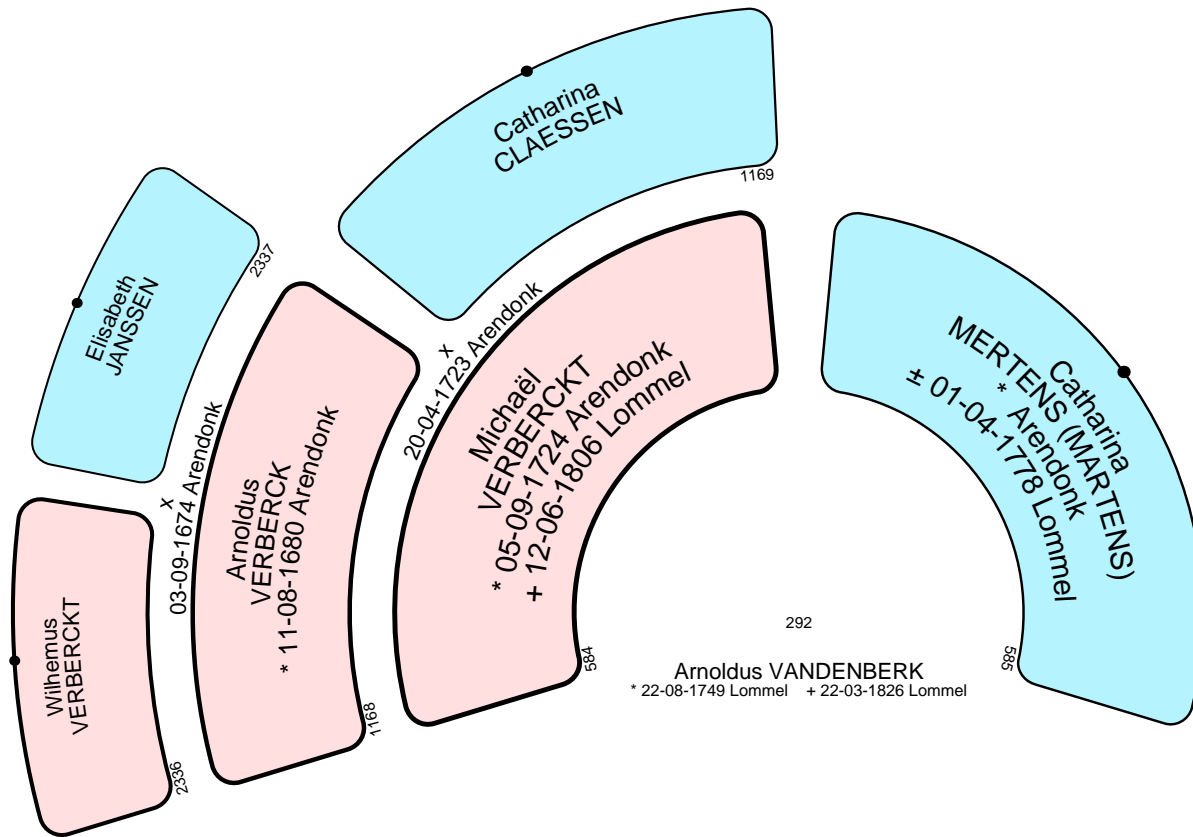 Catharina
CLAESSEN
1169
Elisabeth
JANSSEN
2337
x
20-04-1723 Arendonk
Michaël
VERBERCKT
* 05-09-1724 Arendonk
+ 12-06-1806 Lommel
584
Catharina
MERTENS (MARTENS)
* Arendonk
± 01-04-1778 Lommel
585
x
03-09-1674 Arendonk
Arnoldus
VERBERCK
* 11-08-1680 Arendonk
1168
Wilhemus
VERBERCKT
2336
292
Arnoldus VANDENBERK
* 22-08-1749 Lommel + 22-03-1826 Lommel